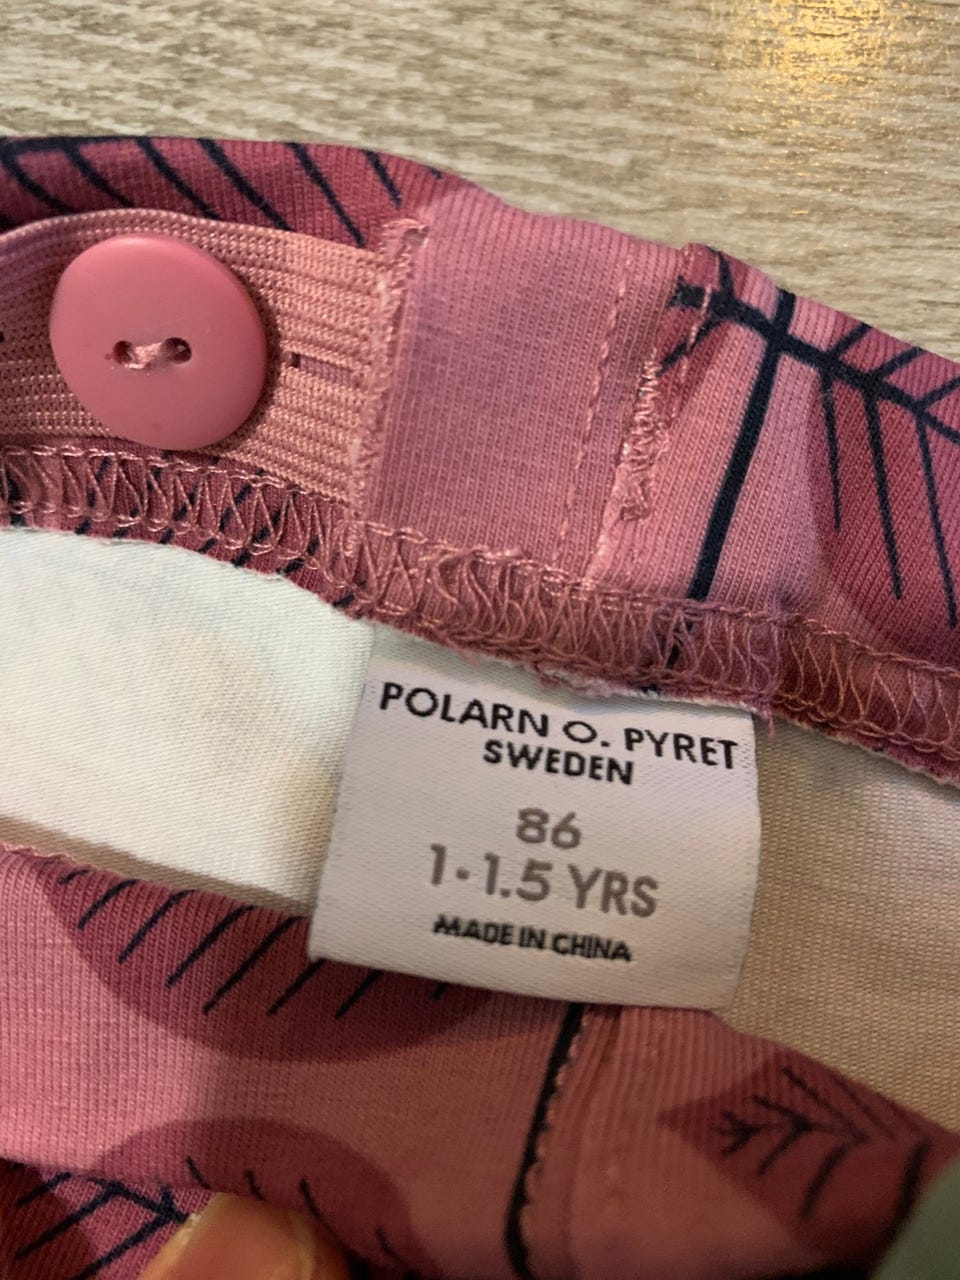 POLARN O. PYRET
SWEDEN
86
1-1.5 YRS
MADE IN CHINA